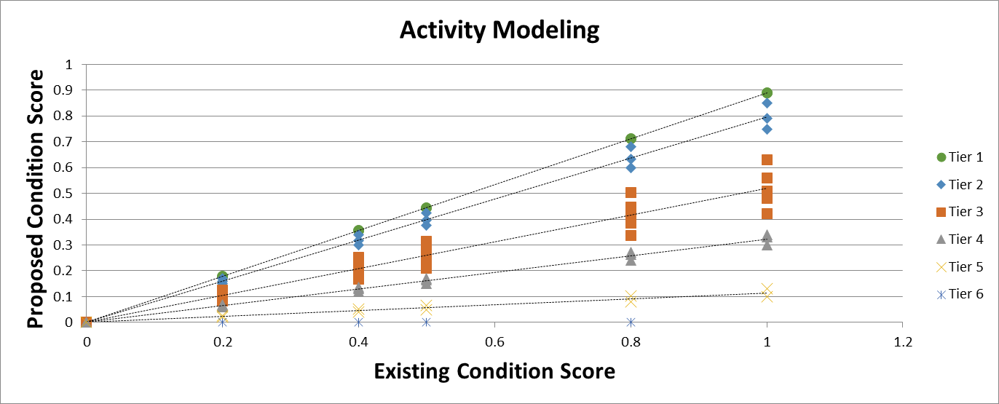 Activity Modeling
Proposed Condition Score
1
0.9
0.8
0.7
0.6
0.5
0.4
0.3
0.2
0.1
0
0 0.2 0.4 0.6 0.8 1 1.2
Existing Condition Score
Tier 1
Tier 2
Tier 3
Tier 4
Tier 5
Tier 6